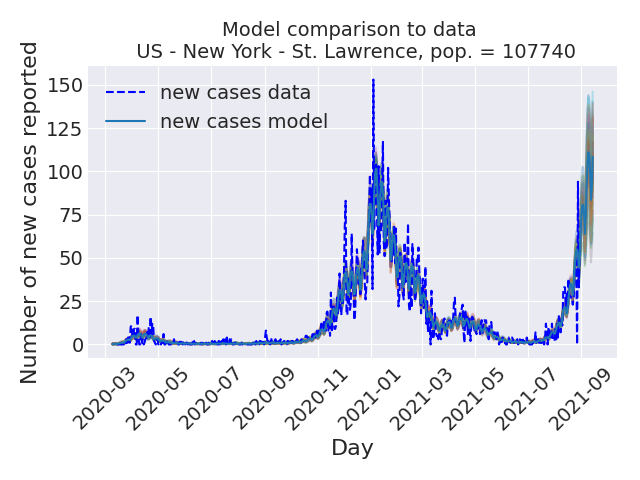 Model comparison to data
US - New York - St. Lawrence, pop. = 107740
Number of new cases reported
150
125
100
75
50
25
0
new cases data
new cases model
2020-03
2020-05
2020-07
2020-09
2020-11
2021-01
2021-03
2021-05
2021-07
2021-09
Day